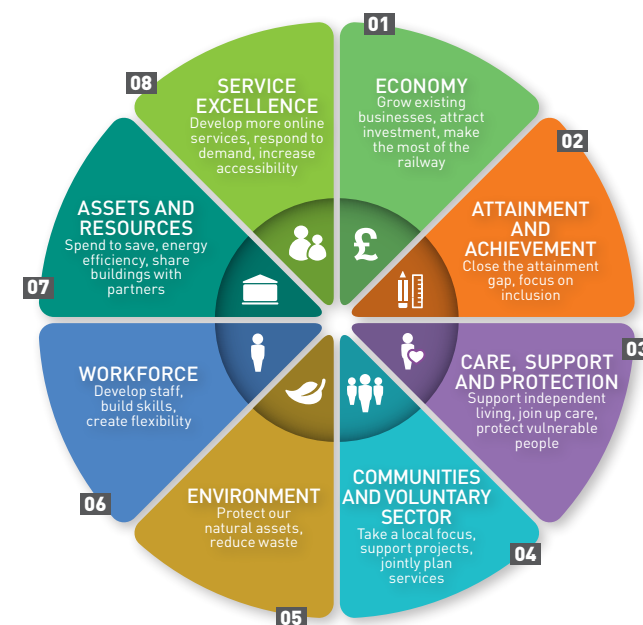 01
ECONOMY
Grow existing
businesses, attract
investment, make
the most of the
railway
£
02
ATTAINMENT
AND
ACHIEVEMENT
Close the attainment
gap, focus on
inclusion
03
CARE, SUPPORT
AND PROTECTION
Support independent
living, join up care,
protect vulnerable
people
04
COMMUNITIES
AND VOLUNTARY
SECTOR
Take a local focus,
support projects,
jointly plan
services
05
ENVIRONMENT
Protect our
natural assets,
reduce waste
06
WORKFORCE
Develop staff,
build skills,
create flexibility
07
ASSETS AND
RESOURCES
Spend to save, energy
efficiency, share
buildings with
partners
08
SERVICE
EXCELLENCE
Develop more online
services, respond to
demand, increase
accessibility